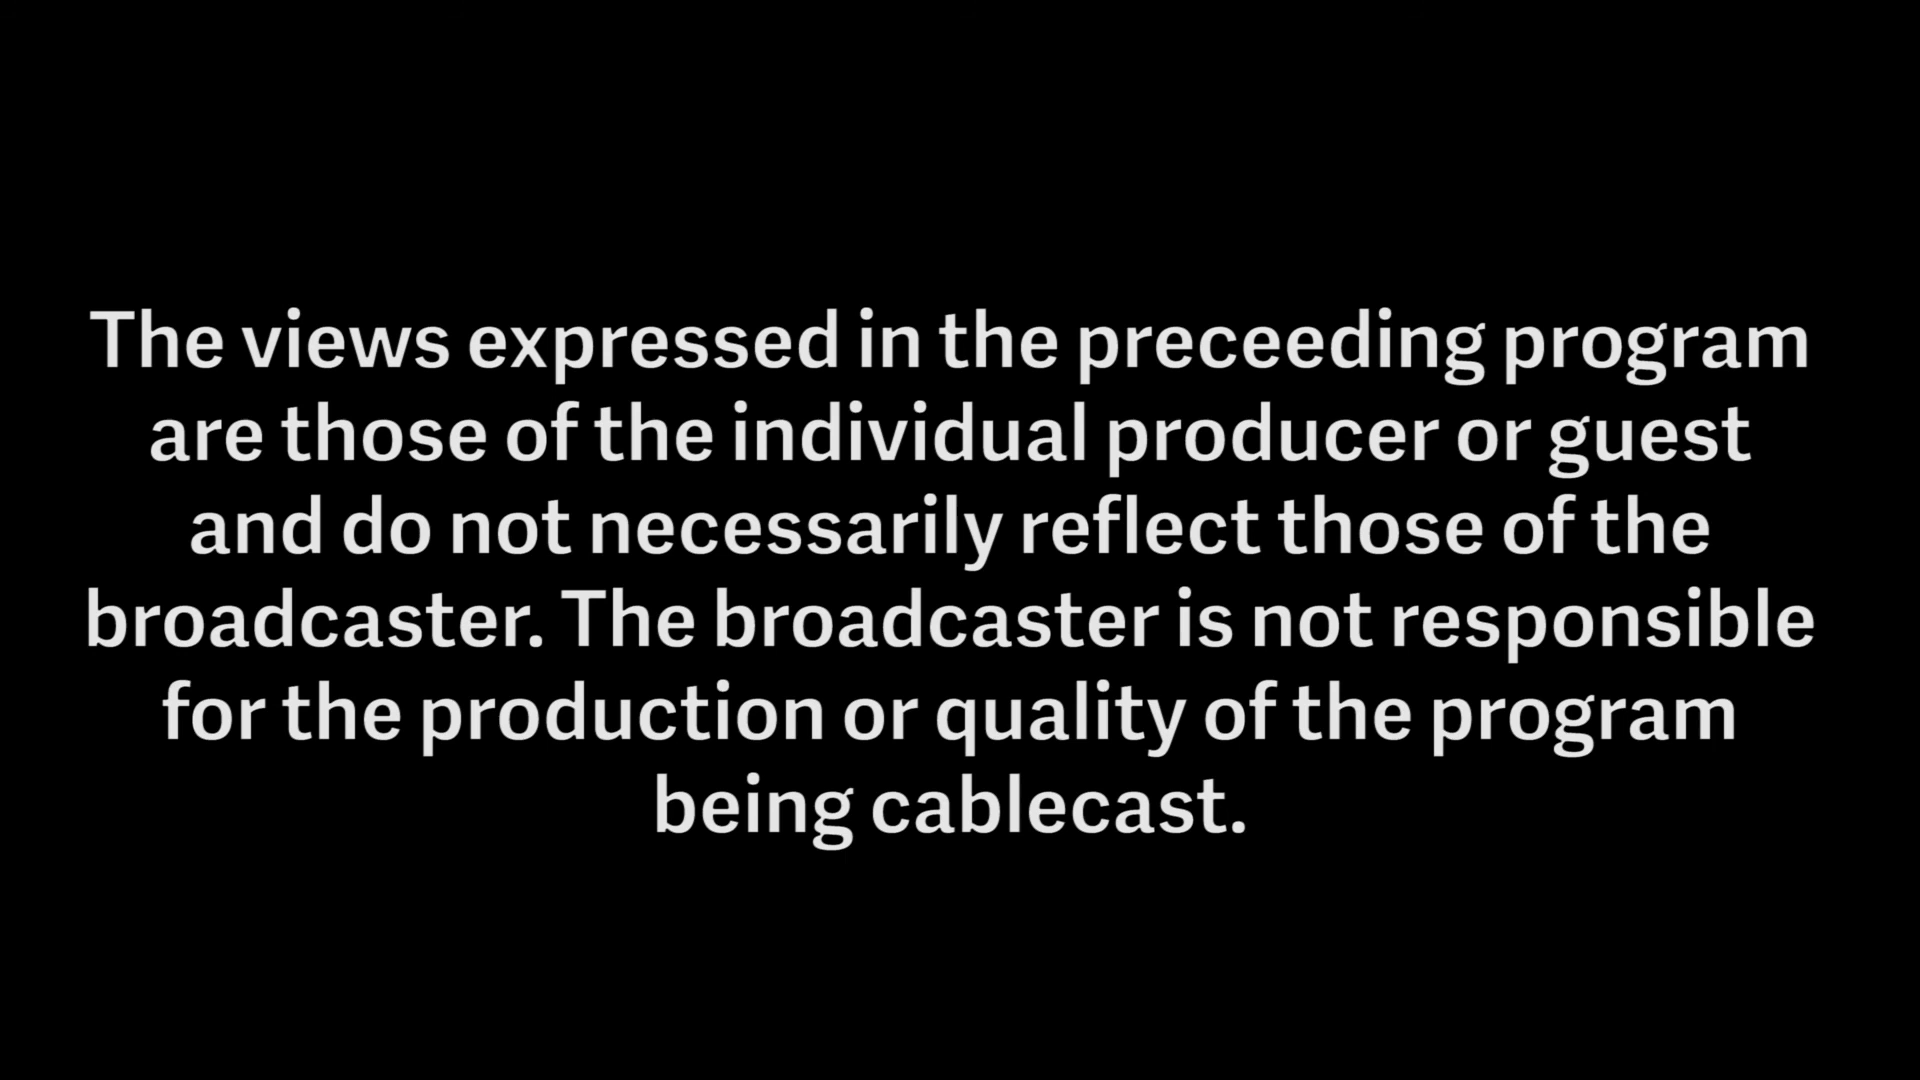 The views expressed in the preceeding program
are those of the individual producer or guest
and do not necessarily reflect those of the
broadcaster. The broadcaster is not responsible
for the production or quality of the program
being cablecast.